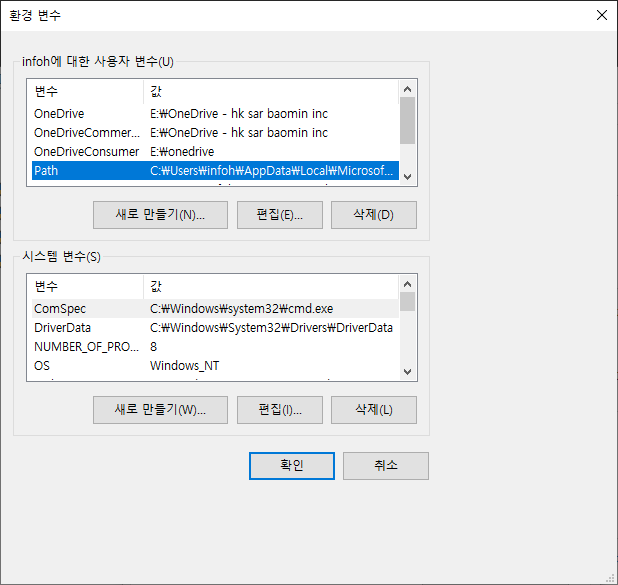 환경 변수
infoh에 대한 사용자 변수(U)
변수 값
OneDrive E:₩OneDrive - hk sar baomin inc
OneDriveCommer... E:₩OneDrive - hk sar baomin inc
OneDriveConsumer E:₩onedrive
Path C:₩Users₩infoh₩AppData₩Local₩Microsof...
새로 만들기(N)... 편집(E)... 삭제(D)
시스템 변수(S)
변수 값
ComSpec C:₩Windows₩system32₩cmd.exe
DriverData C:₩Windows₩System32₩Drivers₩DriverData
NUMBER_OF_PRO... 8
OS Windows_NT
새로 만들기(W)... 편집(I)... 삭제(L)
확인 취소